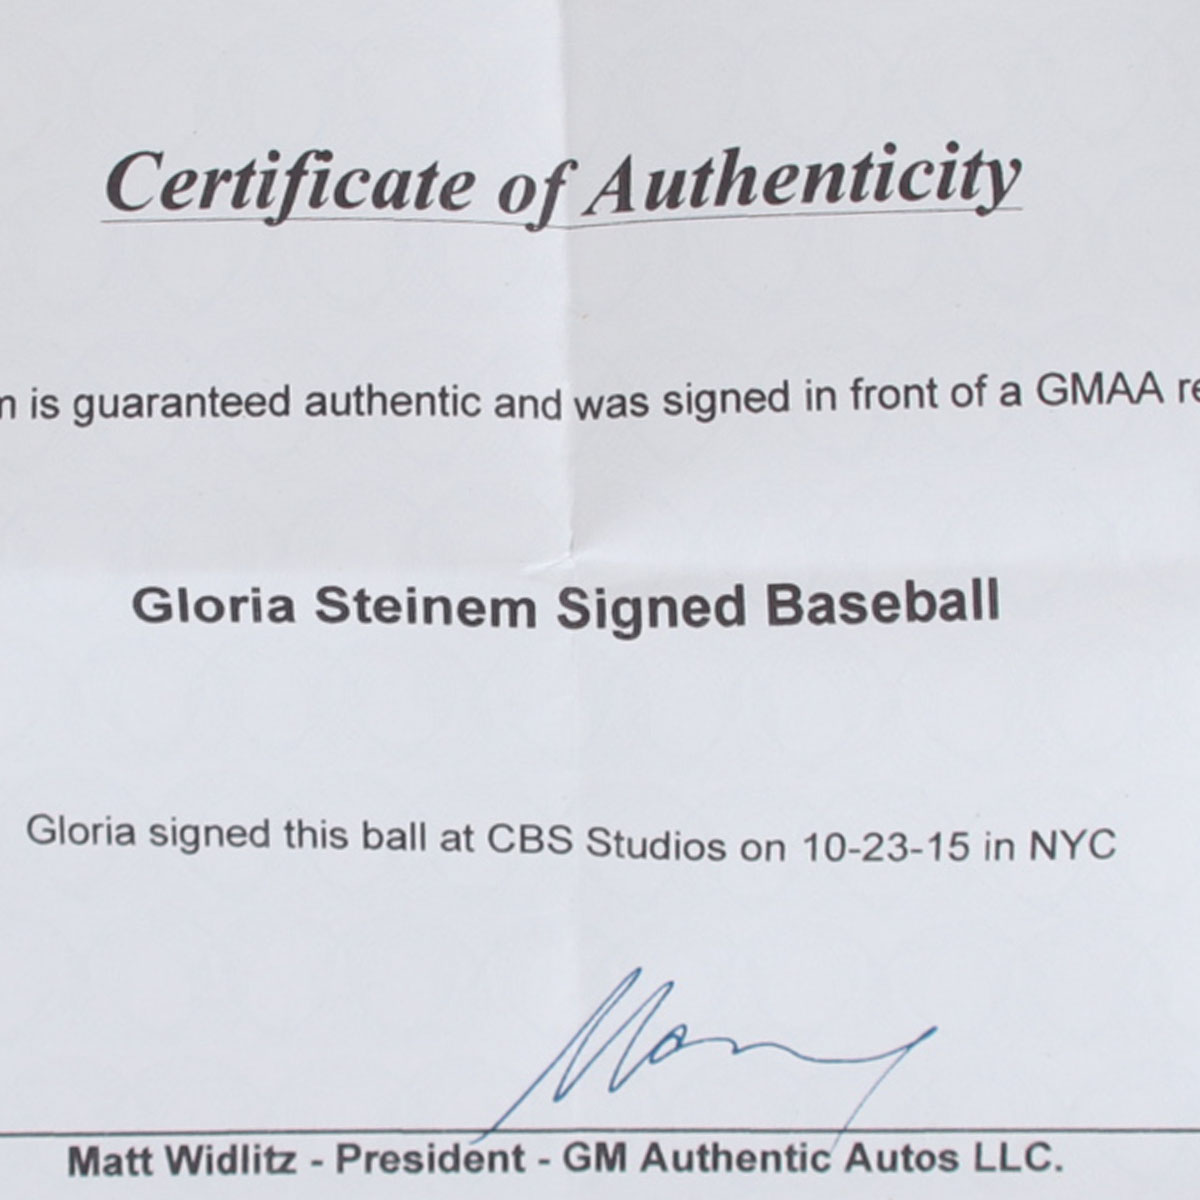 Certificate of Authenticity
is guaranteed authentic and was signed in front of a GMAA
Gloria Steinem Signed Baseball
Gloria signed this ball at CBS Studios on 10-23-15 in NYC
Matt Widlitz - President - GM Authentic Autos LLC.